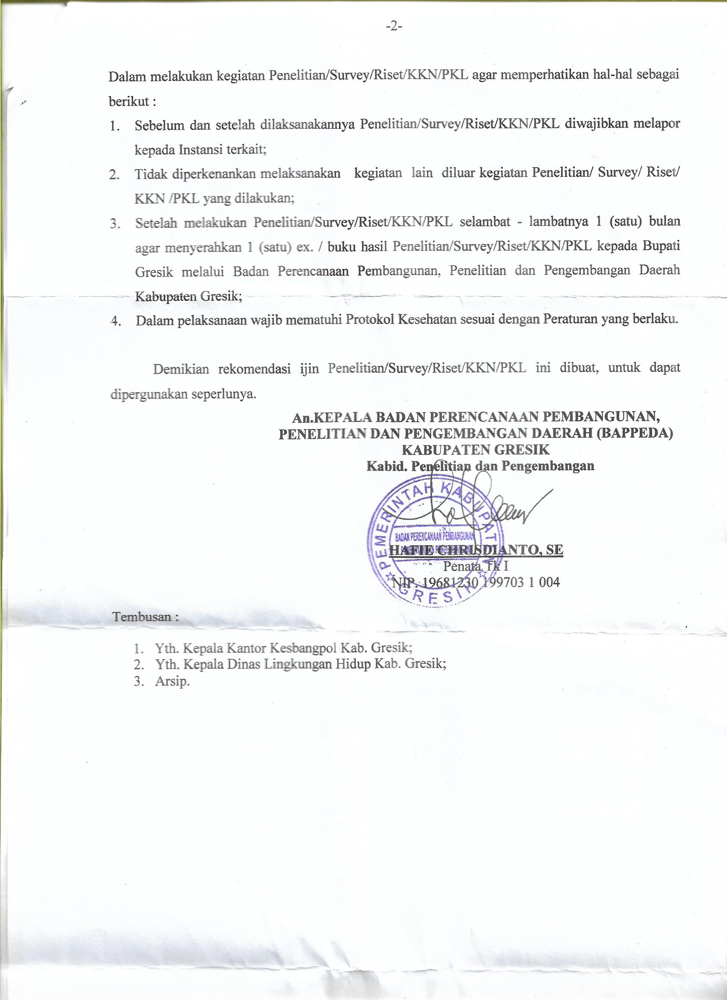 -2-
Dalam melakukan kegiatan Penelitian/Survey/Riset/KKN/PKL agar memperhatikan hal-hal sebagai
berikut :
1. Sebelum dan setelah dilaksanakannya Penelitian/Survey/Riset/KKN/PKL diwajibkan melapor
kepada Instansi terkait;
2. Tidak diperkenankan melaksanakan kegiatan lain diluar kegiatan Penelitian/ Survey/ Riset/
KKN /PKL yang dilakukan;
3. Setelah melakukan Penelitian/Survey/Riset/KKN/PKL selambat - lambatnya 1 (satu) bulan
agar menyerahkan 1 (satu) ex. / buku hasil Penelitian/Survey/Riset/KKN/PKL kepada Bupati
Gresik melalui Badan Perencanaan Pembangunan, Penelitian dan Pengembangan Daerah
Kabupaten Gresik;
4. Dalam pelaksanaan wajib mematuhi Protokol Kesehatan sesuai dengan Peraturan yang berlaku.
Demikian rekomendasi ijin Penelitian/Survey/Riset/KKN/PKL ini dibuat, untuk dapat
dipergunakan seperlunya.
An.KEPALA BADAN PERENCANAAN PEMBANGUNAN,
PENELITIAN DAN PENGEMBANGAN DAERAH (BAPPEDA)
KABUPATEN GRESIK
Kabid. Penelitian dan Pengembangan
PEMERINTAH KABUPATEN
BADAN PERENCANAAN PEMBANGUNAN
GRESIK
HAFIE CHRISDIANTO, SE
Penata Tk I
NIP. 19681230 199703 1 004
Tembusan :
1. Yth. Kepala Kantor Kesbangpol Kab. Gresik;
2. Yth. Kepala Dinas Lingkungan Hidup Kab. Gresik;
3. Arsip.